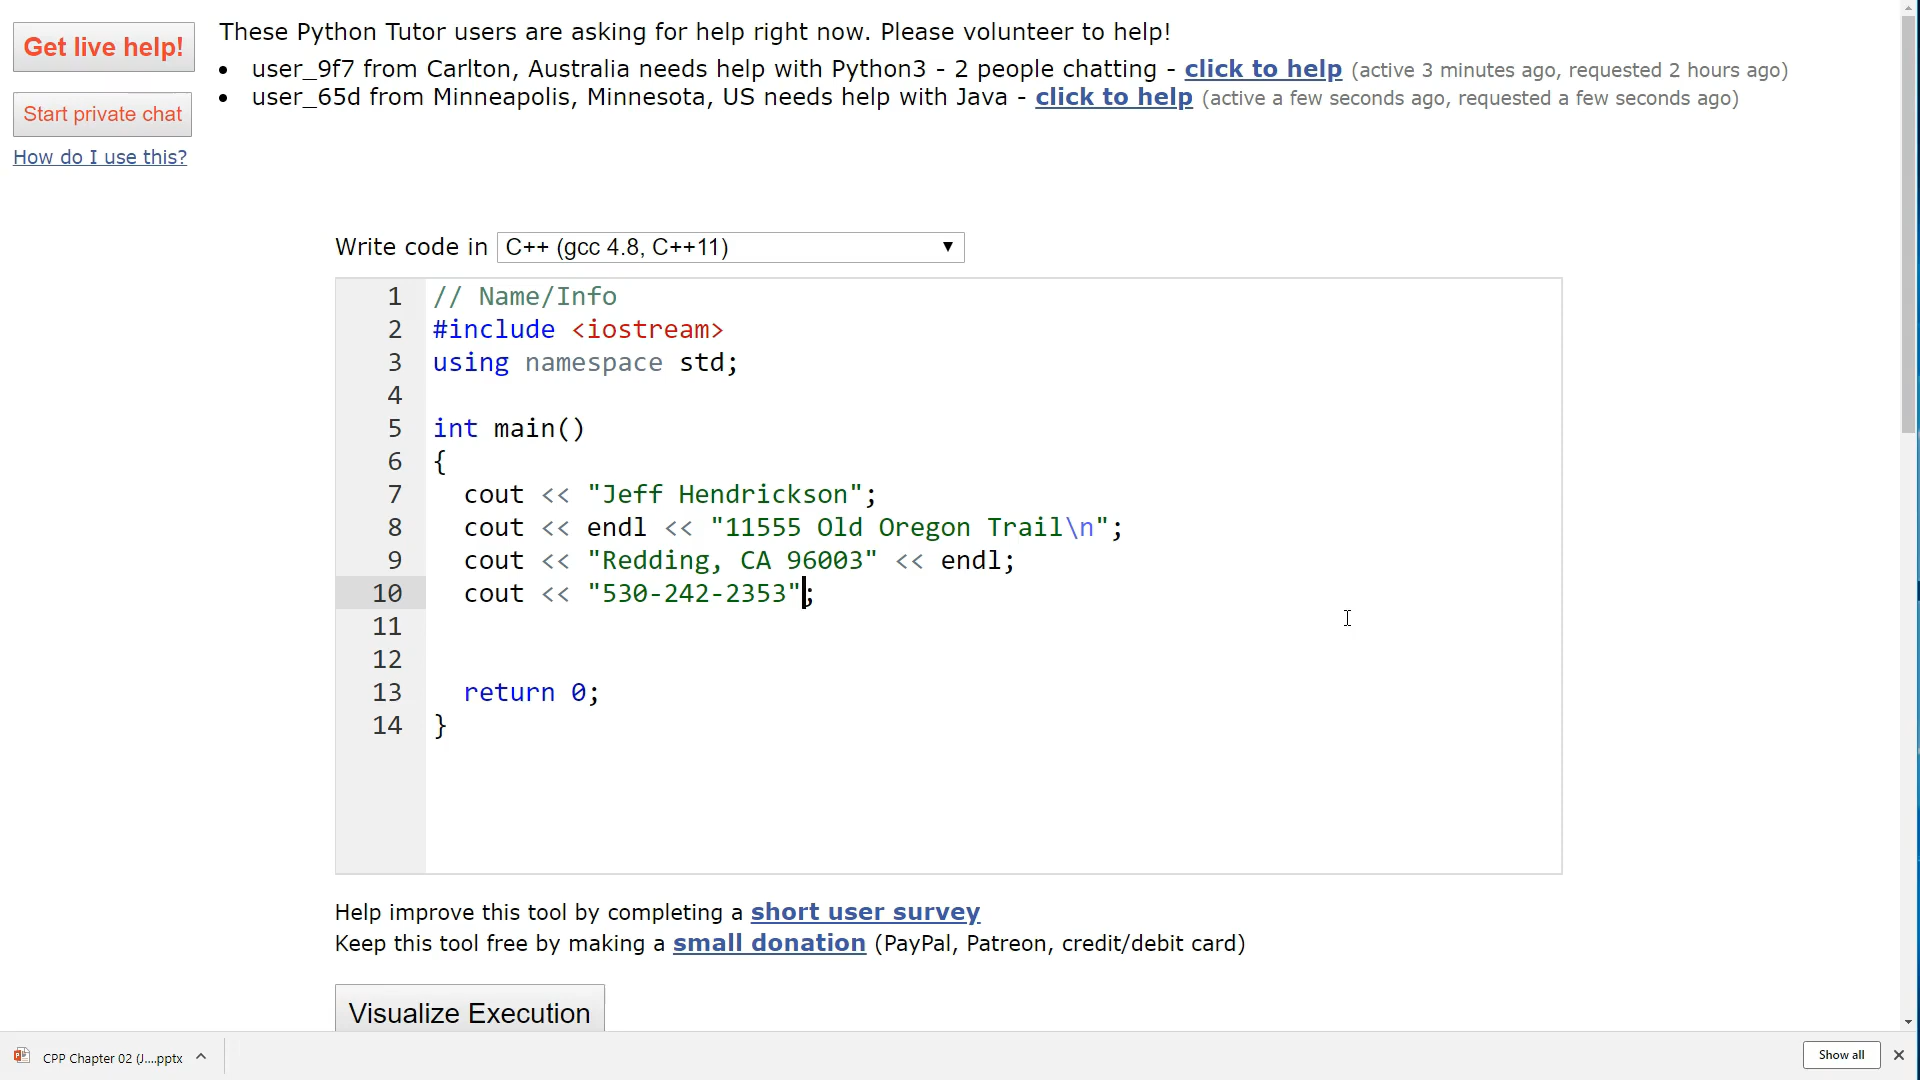 Get live help!
These Python Tutor users are asking for help right now. Please volunteer to help!
• user_9f7 from Carlton, Australia needs help with Python3 - 2 people chatting - click to help (active 3 minutes ago, requested 2 hours ago)
• user_65d from Minneapolis, Minnesota, US needs help with Java - click to help (active a few seconds ago, requested a few seconds ago)
Start private chat
How do I use this?
Write code in C++ (gcc 4.8, C++11)
1 // Name/Info
2 #include <iostream>
3 using namespace std;
4
5 int main()
6 {
7 cout << "Jeff Hendrickson";
8 cout << endl << "11555 Old Oregon Trail\n";
9 cout << "Redding, CA 96003" << endl;
10 cout << "530-242-2353";
11
12
13 return 0;
14 }
Help improve this tool by completing a short user survey
Keep this tool free by making a small donation (PayPal, Patreon, credit/debit card)
Visualize Execution
CPP Chapter 02 (J....pptx
Show all